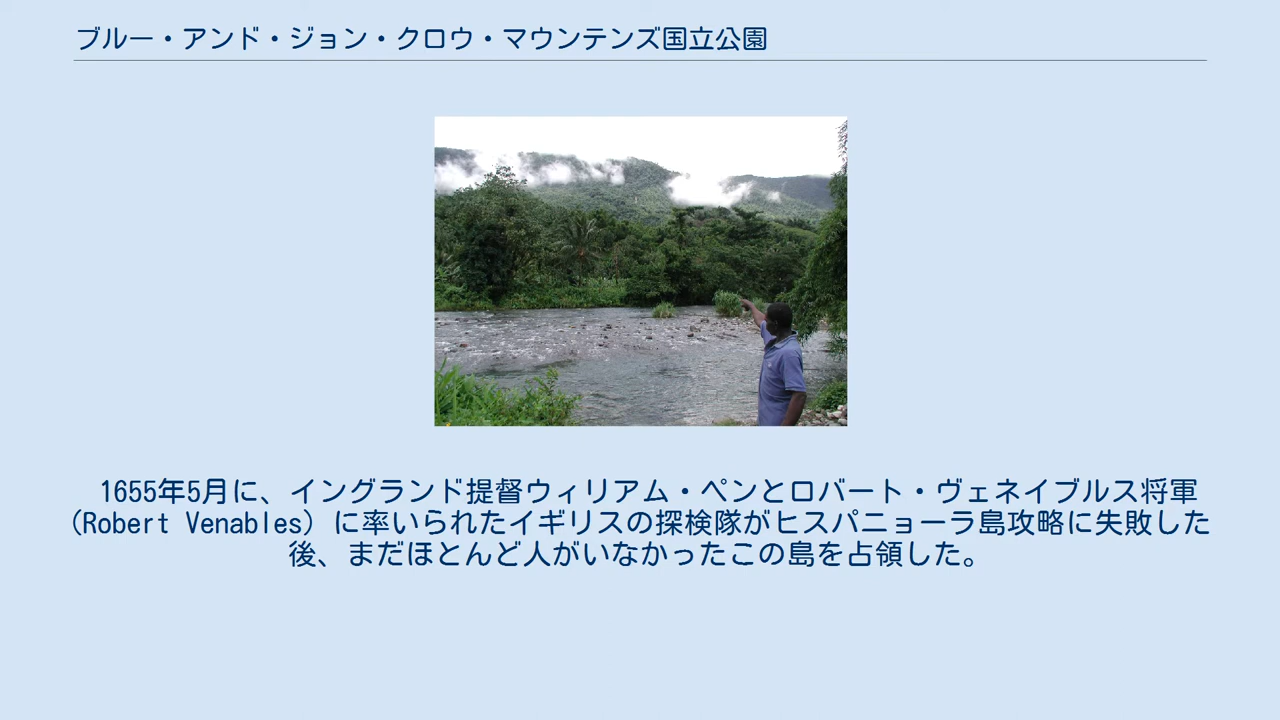 ブルー・アンド・ジョン・クロウ・マウンテンズ国立公園
1655年5月に、イングランド提督ウィリアム・ペンとロバート・ヴェネイブルス将軍
(Robert Venables) に率いられたイギリスの探検隊がヒスパニョーラ島攻略に失敗した
後、まだほとんど人がいなかったこの島を占領した。